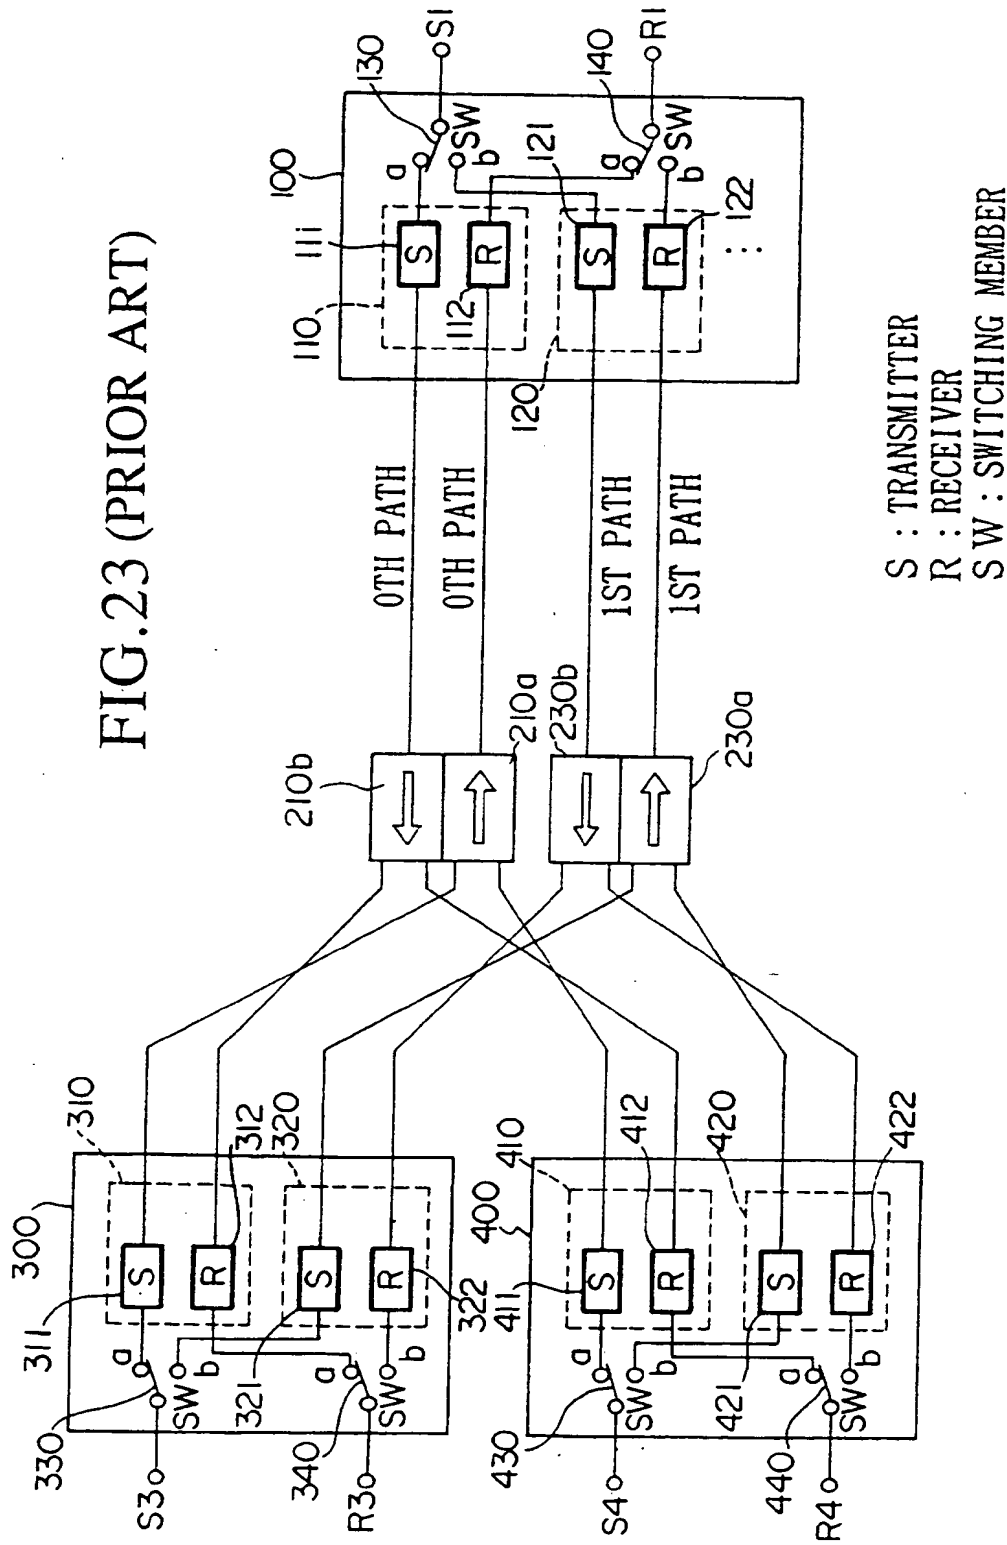 FIG.23 (PRIOR ART)
300
310
311
S
a
312
R
330
S3
SW
b
320
321
S
a
340
R3
SW
R
b
322
400
410
411
S
a
412
R
430
S4
SW
b
420
421
S
a
440
R4
SW
R
b
422
210b
210a
230b
230a
0TH PATH
0TH PATH
1ST PATH
1ST PATH
100
110
111
S
a
130
S1
SW
112
R
b
120
121
S
a
140
R1
SW
R
b
122
S : TRANSMITTER
R : RECEIVER
S W : SWITCHING MEMBER